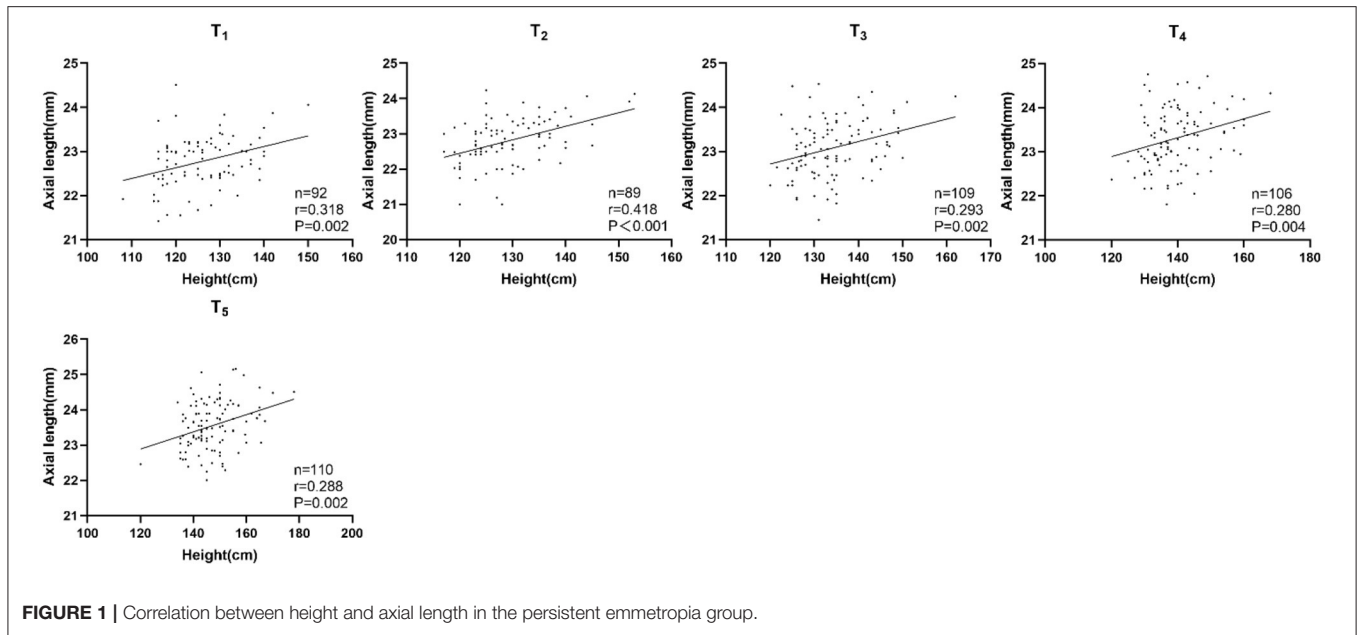 T1
25
24
23
22
21
Axial length(mm)
100 110 120 130 140 150 160
Height(cm)
n=92
r=0.318
P=0.002
T2
25
24
23
22
21
20
Axial length(mm)
110 120 130 140 150 160
Height(cm)
n=89
r=0.418
P<0.001
T3
25
24
23
22
21
Axial length(mm)
110 120 130 140 150 160 170
Height(cm)
n=109
r=0.293
P=0.002
T4
25
24
23
22
21
Axial length(mm)
100 120 140 160 180
Height(cm)
n=106
r=0.280
P=0.004
T5
26
25
24
23
22
21
Axial length(mm)
100 120 140 160 180 200
Height(cm)
n=110
r=0.288
P=0.002
FIGURE 1 | Correlation between height and axial length in the persistent emmetropia group.